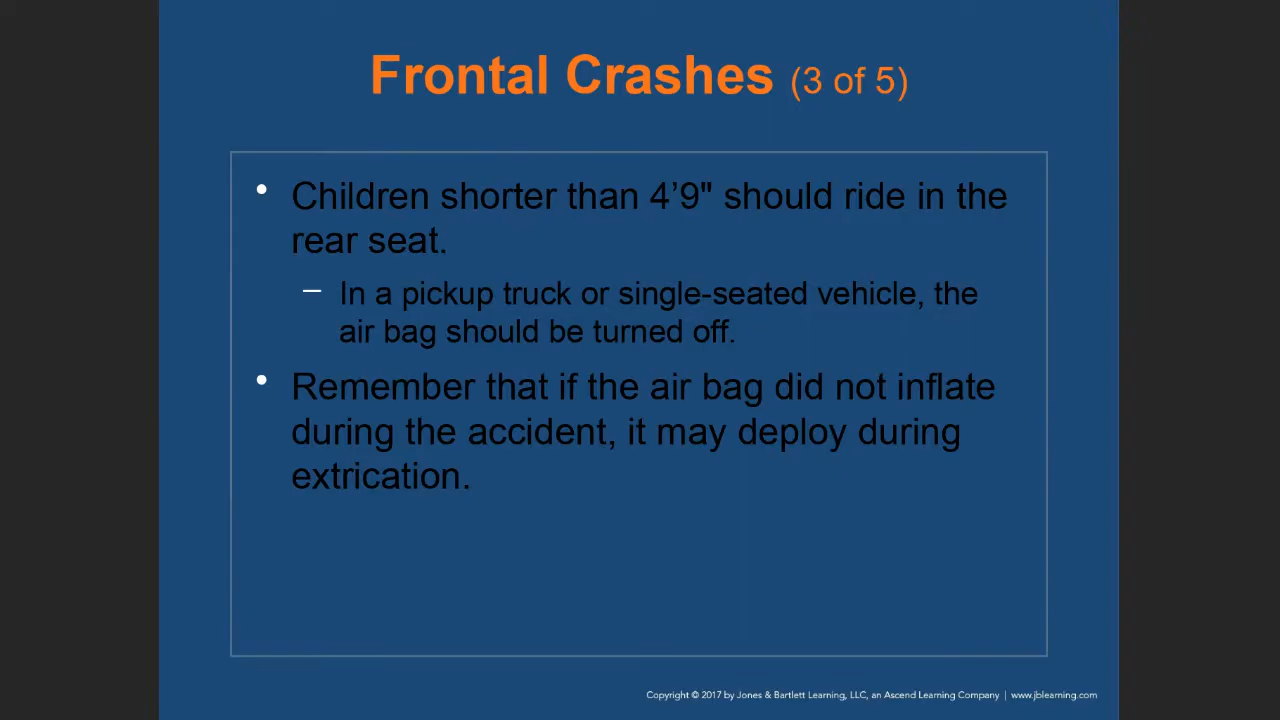 Frontal Crashes (3 of 5)
• Children shorter than 4’9" should ride in the
rear seat.
– In a pickup truck or single-seated vehicle, the
air bag should be turned off.
• Remember that if the air bag did not inflate
during the accident, it may deploy during
extrication.
Copyright © 2017 by Jones & Bartlett Learning, LLC, an Ascend Learning Company | www.jblearning.com